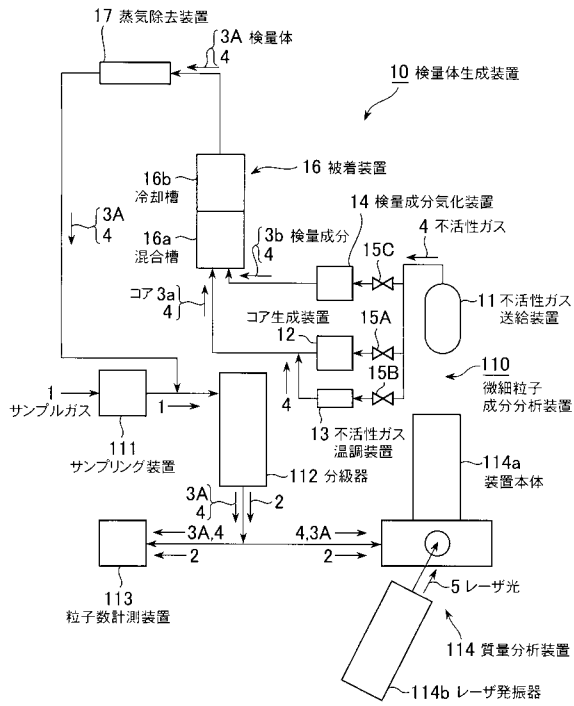 17 蒸気除去装置
3A 検量体
4
10 検量体生成装置
16b
冷却槽
16 被着装置
14 検量成分気化装置
3A
4
16a
混合槽
3b 検量成分
4
4 不活性ガス
15C
コア 3a
4
コア生成装置
12
15A
11 不活性ガス
送給装置
15B
4
110
微細粒子
成分分析装置
1
サンプルガス
1
13 不活性ガス
温調装置
111
サンプリング装置
114a
装置本体
112 分級器
3A
4
2
3A,4
2
4,3A
2
113
粒子数計測装置
5 レーザ光
114 質量分析装置
114b レーザ発振器